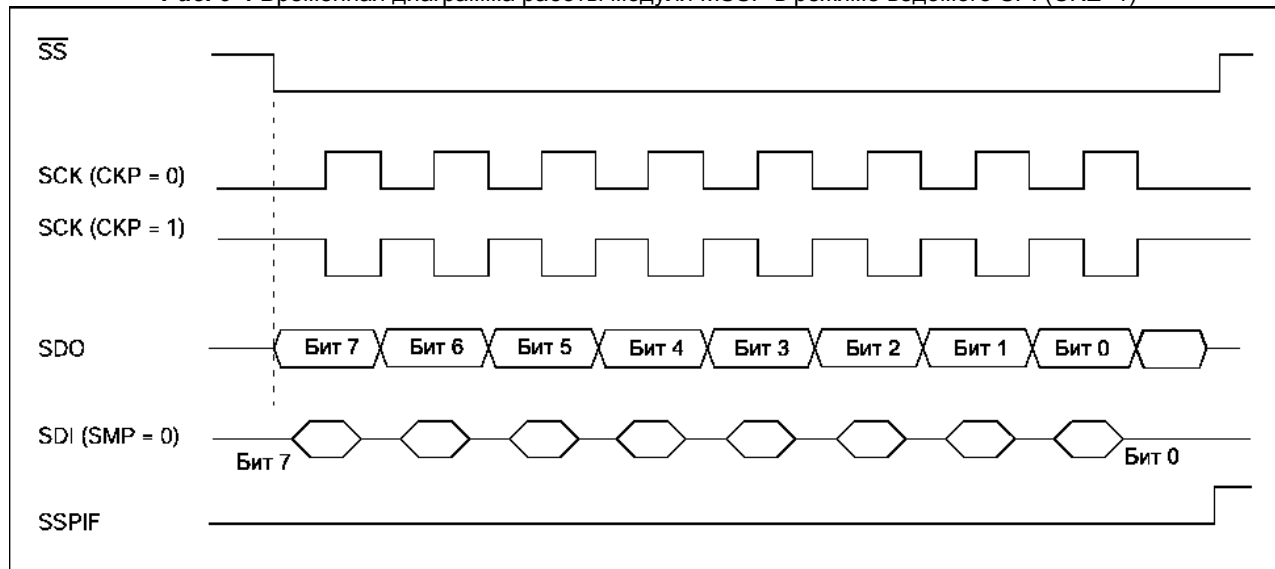 SS
SCK (CKP = 0)
SCK (CKP = 1)
SDO
Бит 7 Бит 6 Бит 5 Бит 4 Бит 3 Бит 2 Бит 1 Бит 0
SDI (SMP = 0)
Бит 7 Бит 0
SSPIF